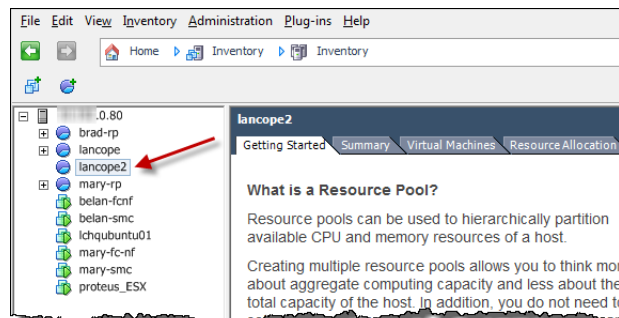 File Edit View Inventory Administration Plug-ins Help
Home Inventory Inventory
.0.80
brad-rp
lancope
lancope2
mary-rp
belan-fcnf
belan-smc
lchqubuntu01
mary-fc-nf
mary-smc
proteus_ESX
lancope2
Getting Started Summary Virtual Machines Resource Allocation
What is a Resource Pool?
Resource pools can be used to hierarchically partition
available CPU and memory resources of a host.
Creating multiple resource pools allows you to think mor
about aggregate computing capacity and less about the
total capacity of the host. In addition, you do not need to